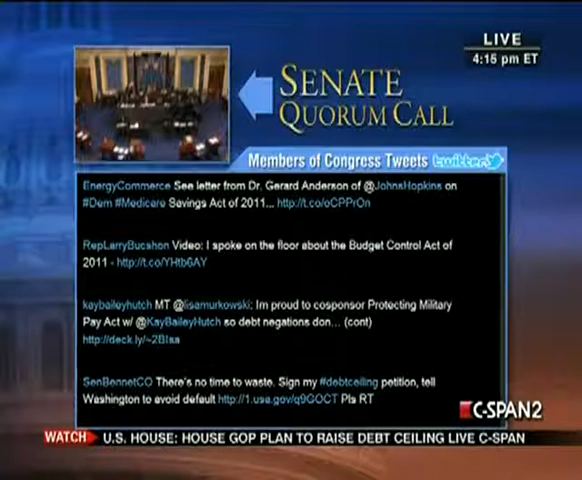 LIVE
4:15 pm ET
SENATE
QUORUM CALL
Members of Congress Tweets twitter
EnergyCommerce See letter from Dr. Gerard Anderson of @JohnsHopkins on
#Dem #Medicare Savings Act of 2011... http://t.co/oCPPrOn
RepLarryBucshon Video: I spoke on the floor about the Budget Control Act of
2011 - http://t.co/YHtb6AY
kaybaileyhutch MT @lisamurkowski: Im proud to cosponsor Protecting Military
Pay Act w/ @KayBaileyHutch so debt negations don... (cont)
http://deck.ly/~2BIaa
SenBennetCO There's no time to waste. Sign my #debtceiling petition, tell
Washington to avoid default http://1.usa.gov/q9GOCT Pls RT
C-SPAN2
WATCH U.S. HOUSE: HOUSE GOP PLAN TO RAISE DEBT CEILING LIVE C-SPAN